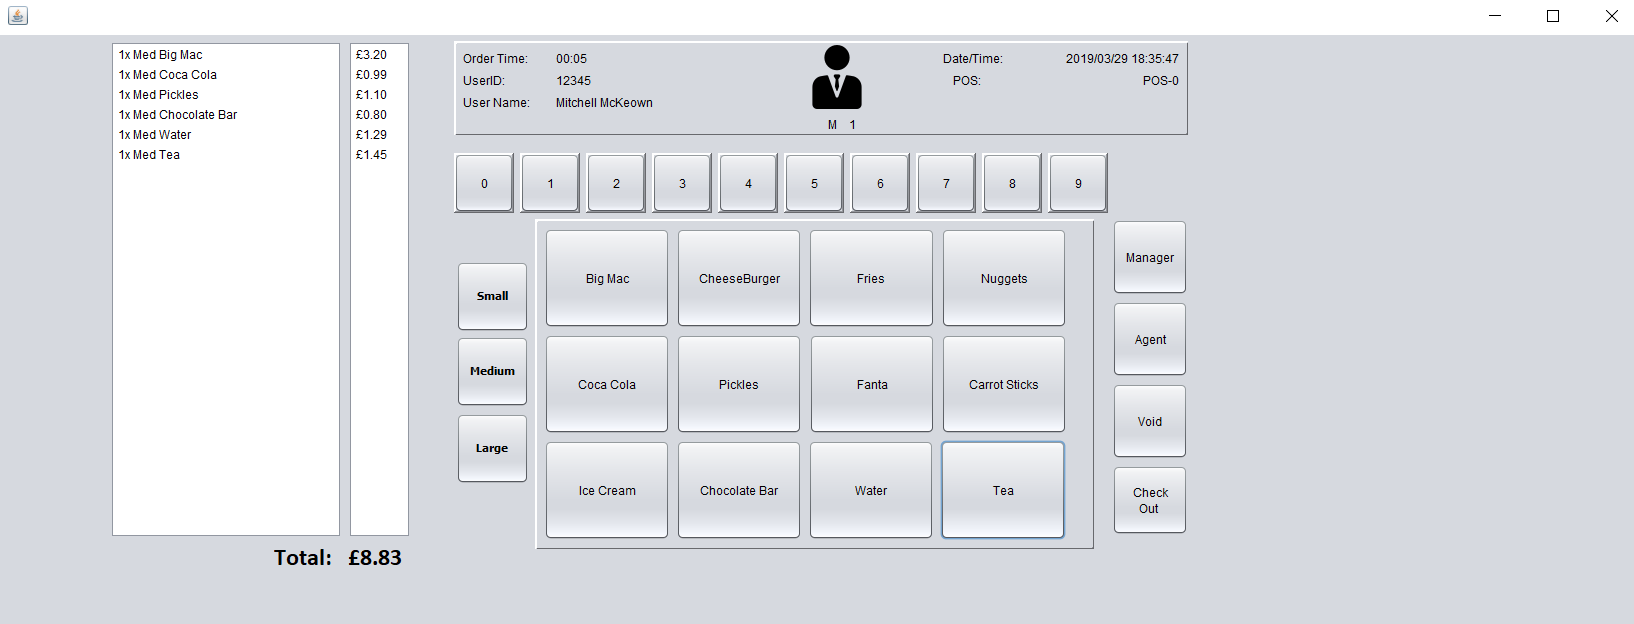 1x Med Big Mac £3.20
1x Med Coca Cola £0.99
1x Med Pickles £1.10
1x Med Chocolate Bar £0.80
1x Med Water £1.29
1x Med Tea £1.45
Total: £8.83
Order Time: 00:05
UserID: 12345
User Name: Mitchell McKeown
M 1
Date/Time: 2019/03/29 18:35:47
POS: POS-0
0 1 2 3 4 5 6 7 8 9
Small
Medium
Large
Big Mac CheeseBurger Fries Nuggets
Coca Cola Pickles Fanta Carrot Sticks
Ice Cream Chocolate Bar Water Tea
Manager
Agent
Void
Check
Out